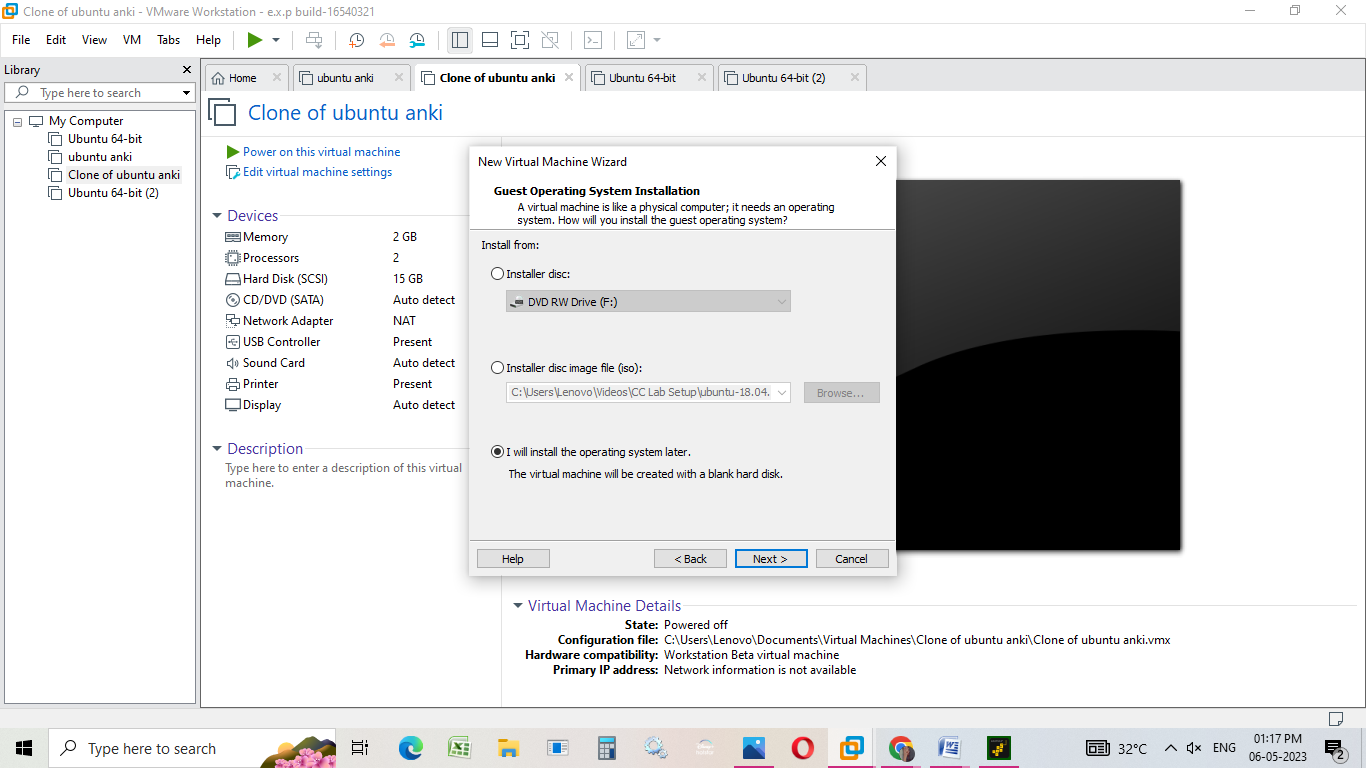 Clone of ubuntu anki - VMware Workstation - e.x.p build-16540321
File Edit View VM Tabs Help
Library
Type here to search
My Computer
Ubuntu 64-bit
ubuntu anki
Clone of ubuntu anki
Ubuntu 64-bit (2)
Home ubuntu anki Clone of ubuntu anki Ubuntu 64-bit Ubuntu 64-bit (2)
Clone of ubuntu anki
Power on this virtual machine
Edit virtual machine settings
Devices
Memory 2 GB
Processors 2
Hard Disk (SCSI) 15 GB
CD/DVD (SATA) Auto detect
Network Adapter NAT
USB Controller Present
Sound Card Auto detect
Printer Present
Display Auto detect
Description
Type here to enter a description of this virtual
machine.
New Virtual Machine Wizard
Guest Operating System Installation
A virtual machine is like a physical computer; it needs an operating
system. How will you install the guest operating system?
Install from:
Installer disc:
DVD RW Drive (F:)
Installer disc image file (iso):
C:\Users\Lenovo\Videos\CC Lab Setup\ubuntu-18.04.
Browse...
I will install the operating system later.
The virtual machine will be created with a blank hard disk.
Help < Back Next > Cancel
Virtual Machine Details
State: Powered off
Configuration file: C:\Users\Lenovo\Documents\Virtual Machines\Clone of ubuntu anki\Clone of ubuntu anki.vmx
Hardware compatibility: Workstation Beta virtual machine
Primary IP address: Network information is not available
Type here to search
32°C
ENG
01:17 PM
06-05-2023
2